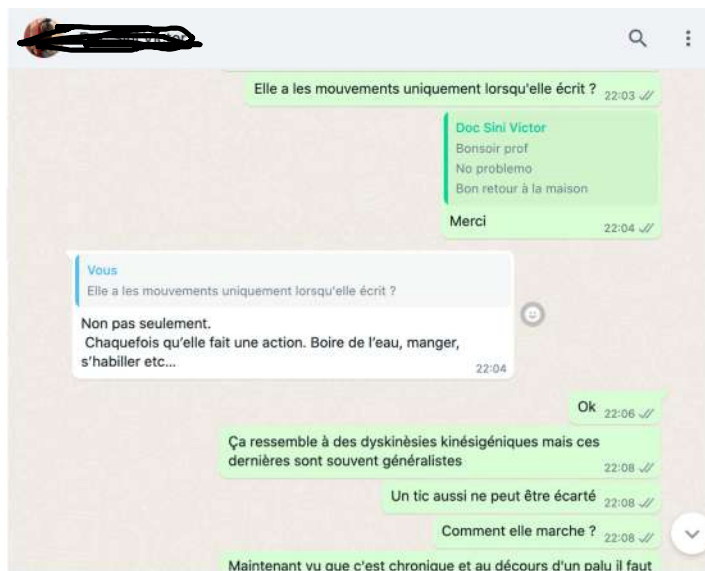 Elle a les mouvements uniquement lorsqu'elle écrit ? 22:03
Doc Sini Victor
Bonsoir prof
No problemo
Bon retour à la maison
Merci 22:04
Vous
Elle a les mouvements uniquement lorsqu'elle écrit ?
Non pas seulement.
Chaquefois qu'elle fait une action. Boire de l'eau, manger,
s'habiller etc... 22:04
Ok 22:06
Ça ressemble à des dyskinèsies kinésigéniques mais ces
dernières sont souvent généralistes 22:08
Un tic aussi ne peut être écarté 22:08
Comment elle marche ? 22:08
Maintenant vu que c'est chronique et au décours d'un palu il faut